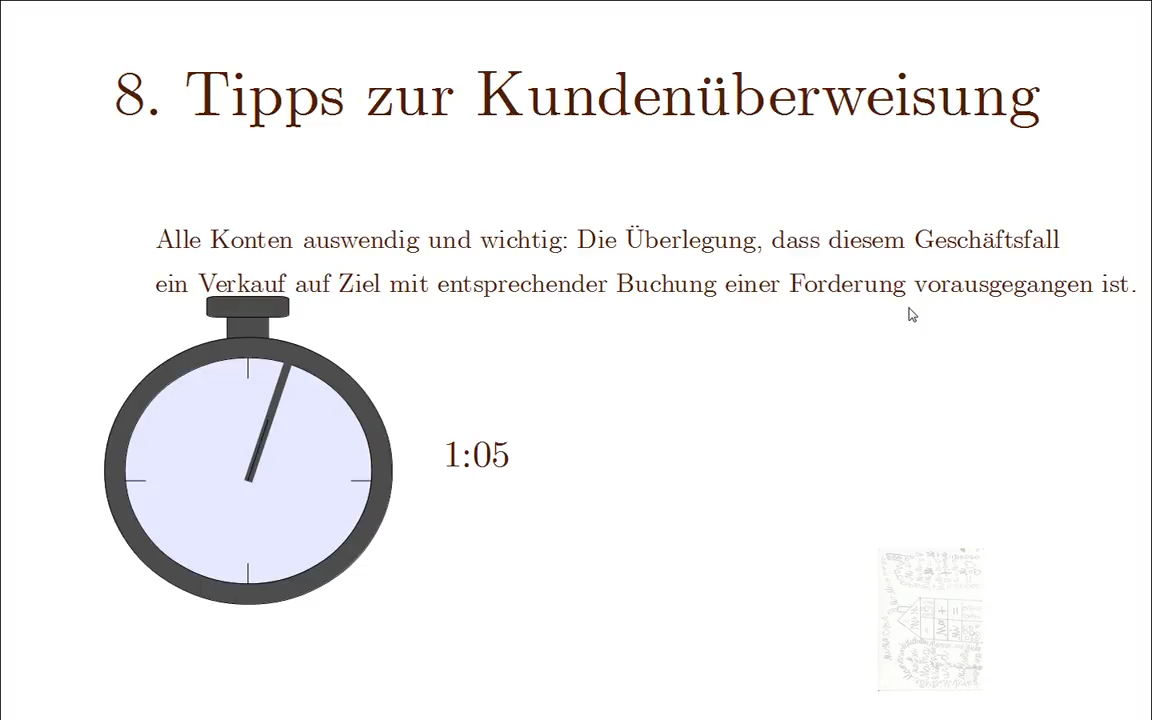 8. Tipps zur Kundenüberweisung
Alle Konten auswendig und wichtig: Die Überlegung, dass diesem Geschäftsfall
ein Verkauf auf Ziel mit entsprechender Buchung einer Forderung vorausgegangen ist.
1:05